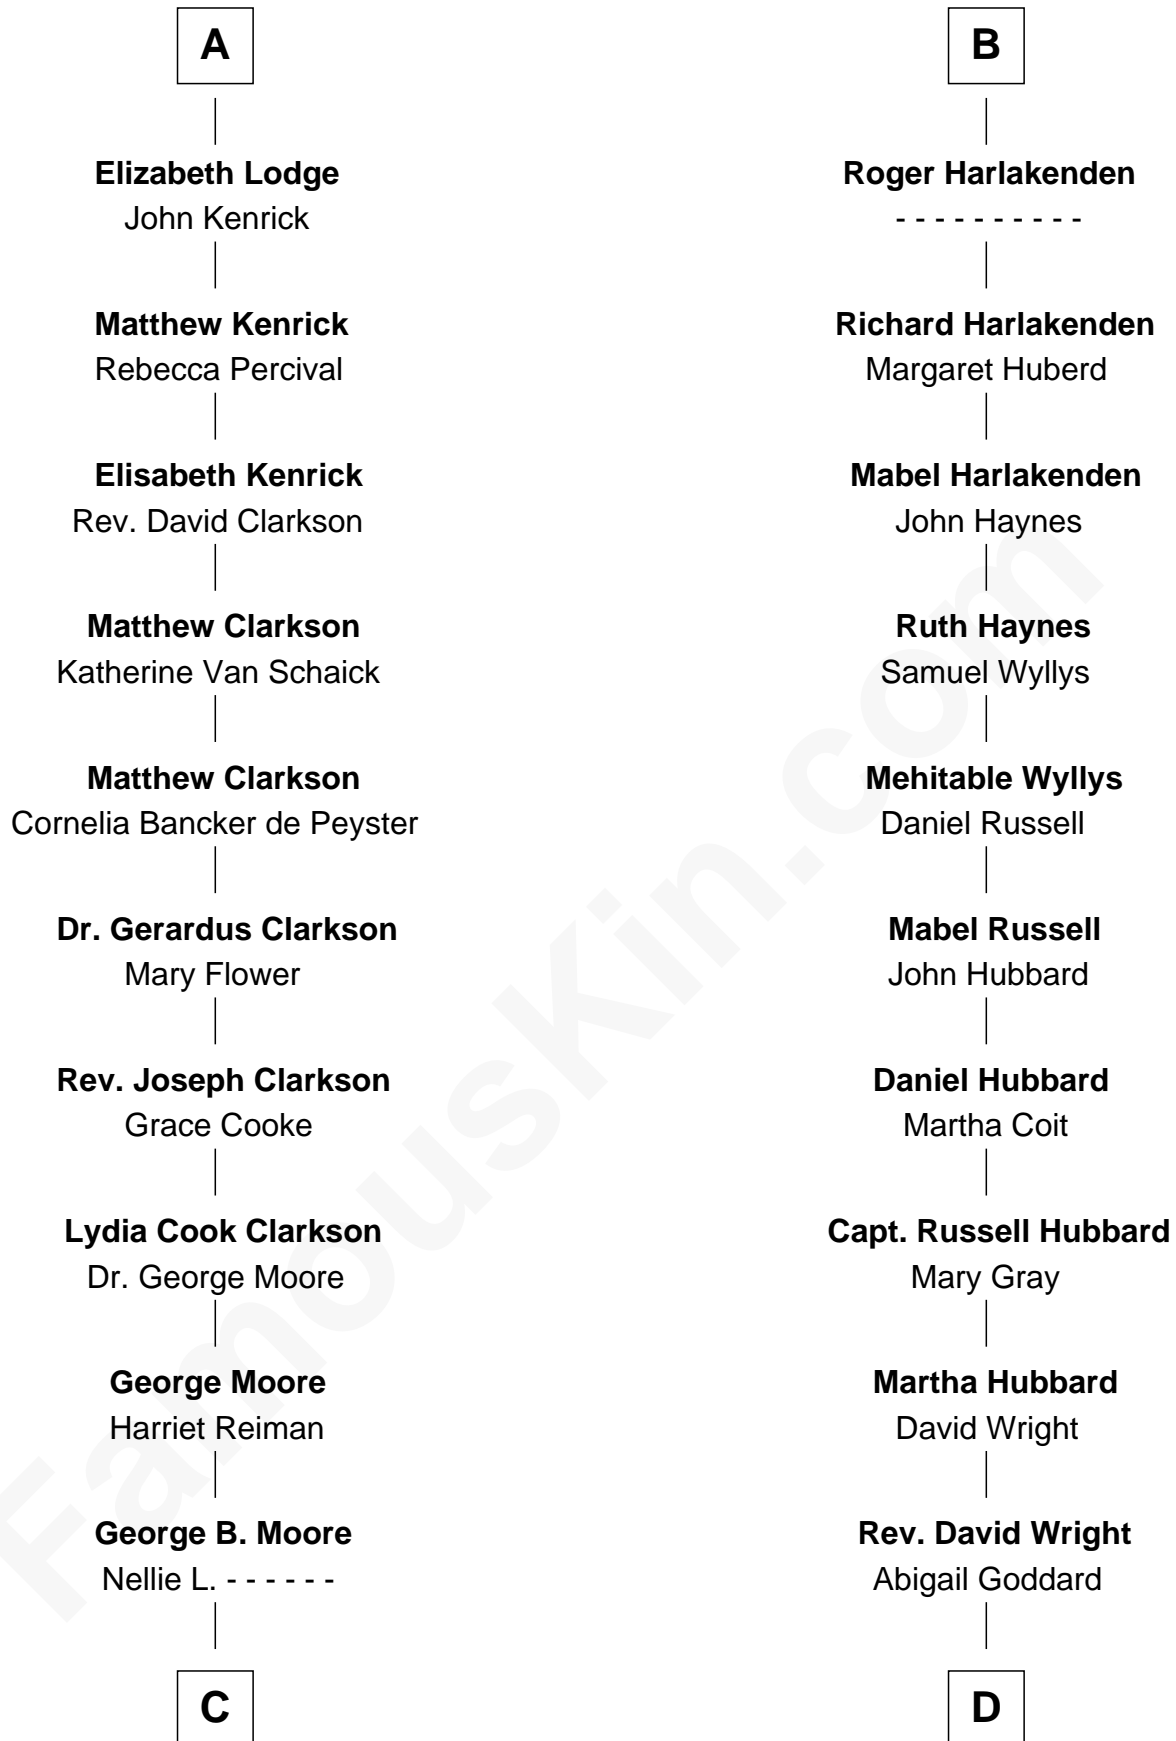 A
Elizabeth Lodge
John Kenrick
Matthew Kenrick
Rebecca Percival
Elisabeth Kenrick
Rev. David Clarkson
Matthew Clarkson
Katherine Van Schaick
Matthew Clarkson
Cornelia Bancker de Peyster
Dr. Gerardus Clarkson
Mary Flower
Rev. Joseph Clarkson
Grace Cooke
Lydia Cook Clarkson
Dr. George Moore
George Moore
Harriet Reiman
George B. Moore
Nellie L. - - - - - -
C
B
Roger Harlakenden
- - - - - - - - - -
Richard Harlakenden
Margaret Huberd
Mabel Harlakenden
John Haynes
Ruth Haynes
Samuel Wyllys
Mehitable Wyllys
Daniel Russell
Mabel Russell
John Hubbard
Daniel Hubbard
Martha Coit
Capt. Russell Hubbard
Mary Gray
Martha Hubbard
David Wright
Rev. David Wright
Abigail Goddard
D
FamousKin.com